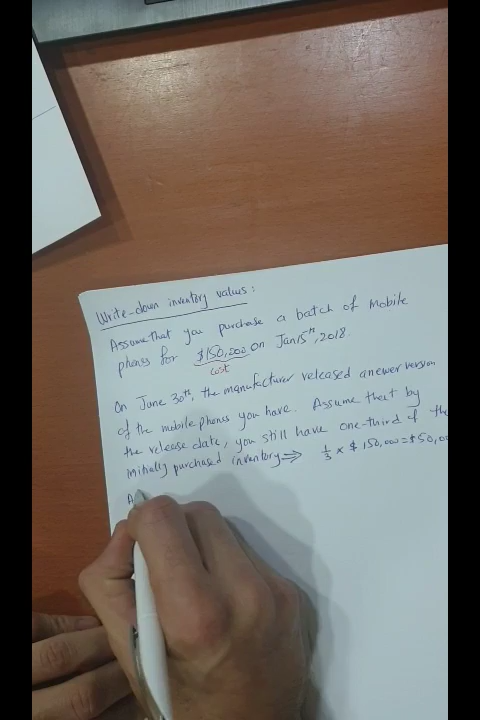 Write-down inventory values:
Assume that you purchase a batch of mobile
phones for $150,000 on Jan 15th, 2018.
cost
On June 30th, the manufacturer released a newer version
of the mobile phones you have. Assume that by
the release date, you still have one-third of the
initially purchased inventory ⇒ 1/3 × $150,000 = $50,00
A